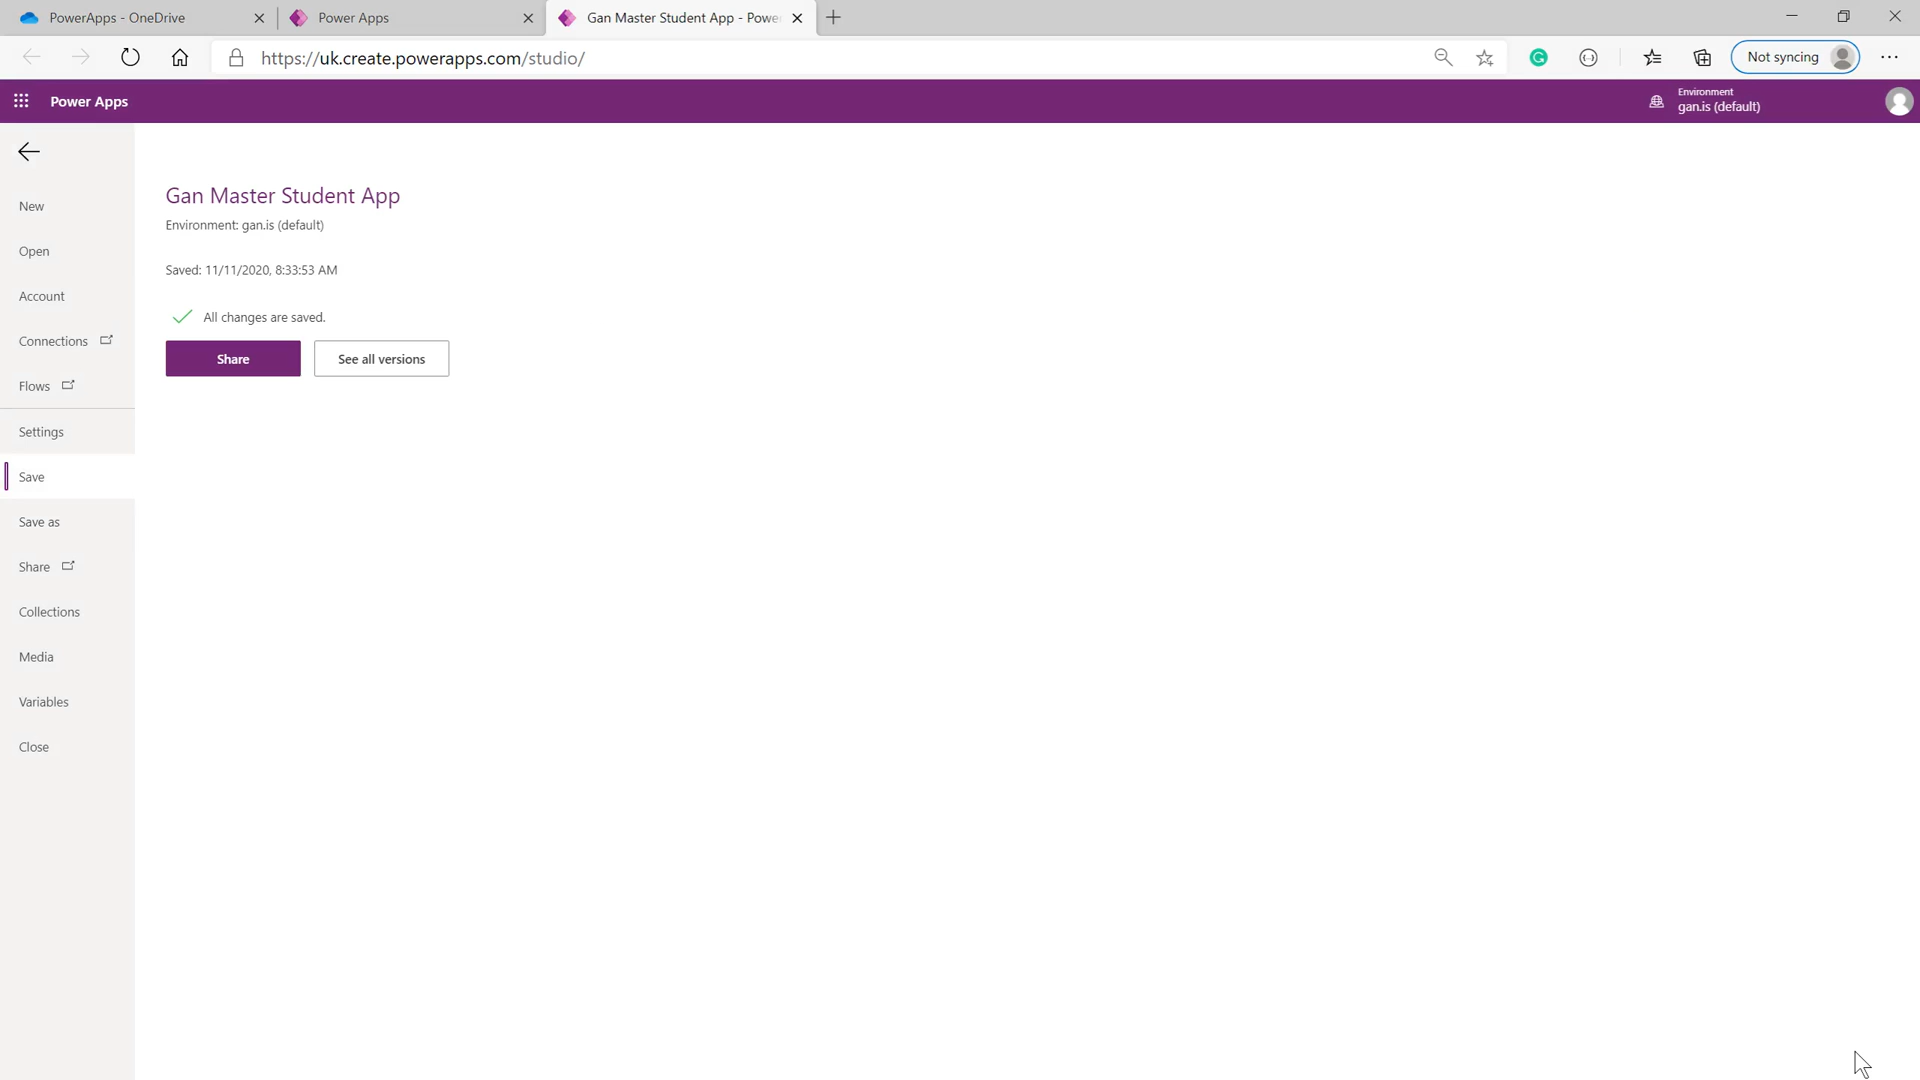 PowerApps - OneDrive
Power Apps
Gan Master Student App - Powe
https://uk.create.powerapps.com/studio/
Not syncing
Power Apps
Environment
gan.is (default)
New
Open
Account
Connections
Flows
Settings
Save
Save as
Share
Collections
Media
Variables
Close
Gan Master Student App
Environment: gan.is (default)
Saved: 11/11/2020, 8:33:53 AM
All changes are saved.
Share
See all versions